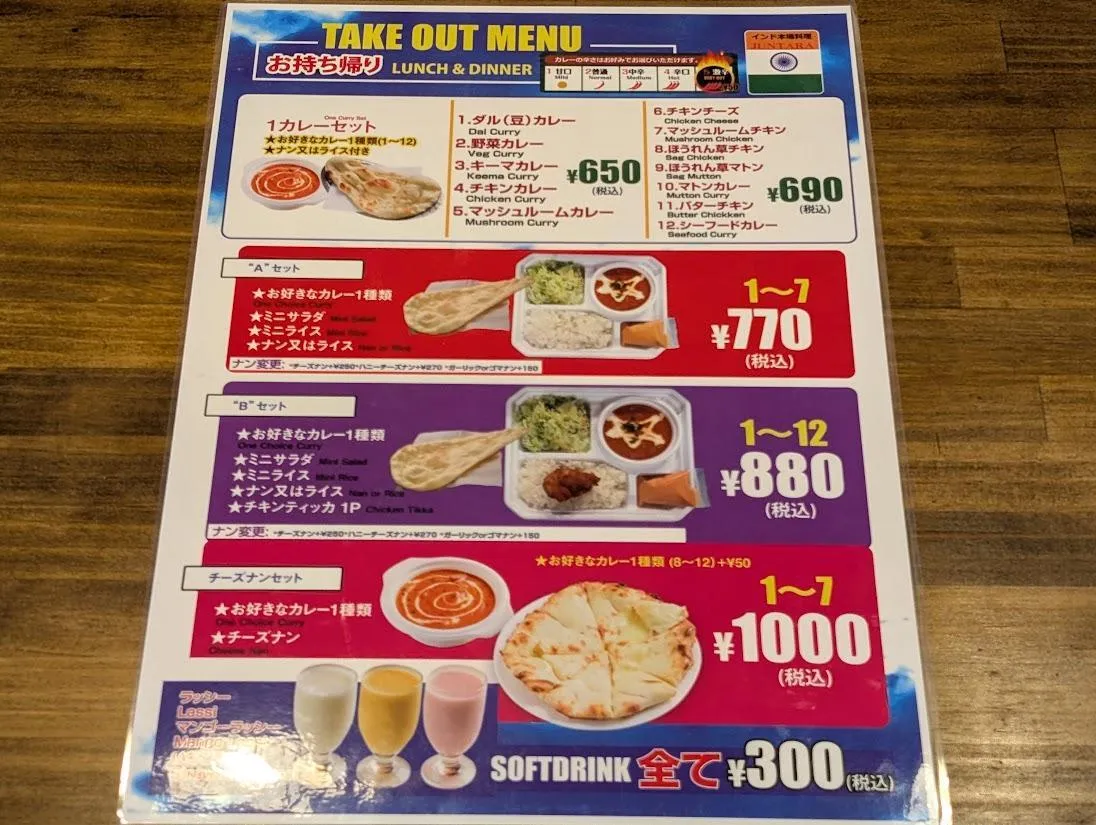 TAKE OUT MENU
お持ち帰り LUNCH & DINNER
カレーの辛さはお好みでお選びいただけます。
1 甘口 2 普通 3 中辛 4 辛口 5 激辛
Mild Normal Medium Hot VERY HOT
インド本場料理
JUNTARA
One Curry Set
1カレーセット
★お好きなカレー1種類(1〜12)
★ナン又はライス付き
1.ダル(豆)カレー
Dal Curry
2.野菜カレー
Veg Curry
3.キーマカレー
Keema Curry
4.チキンカレー
Chicken Curry
5.マッシュルームカレー
Mushroom Curry
¥650
(税込)
6.チキンチーズ
Chicken Cheese
7.マッシュルームチキン
Mushroom Chicken
8.ほうれん草チキン
Sag Chicken
9.ほうれん草マトン
Sag Mutton
10.マトンカレー
Mutton Curry
11.バターチキン
Butter Chickken
12.シーフードカレー
Seafood Curry
¥690
(税込)
"A"セット
★お好きなカレー1種類
One Choice Curry
★ミニサラダ Mini Salad
★ミニライス Mini Rice
★ナン又はライス Nan or Rice
ナン変更: *チーズナン+¥250*ハニーチーズナン+¥270 *ガーリックorゴマナン+150
1〜7
¥770
(税込)
"B"セット
★お好きなカレー1種類
One Choice Curry
★ミニサラダ Mini Salad
★ミニライス Mini Rice
★ナン又はライス Nan or Rice
★チキンティッカ 1P Chicken Tikka
ナン変更: *チーズナン+¥250*ハニーチーズナン+¥270 *ガーリックorゴマナン+150
1〜12
¥880
(税込)
チーズナンセット
★お好きなカレー1種類 (8〜12)+¥50
★お好きなカレー1種類
One Choice Curry
★チーズナン
Cheese Nan
1〜7
¥1000
(税込)
ラッシー
Lassi
マンゴーラッシー
SOFTDRINK 全て ¥300 (税込)